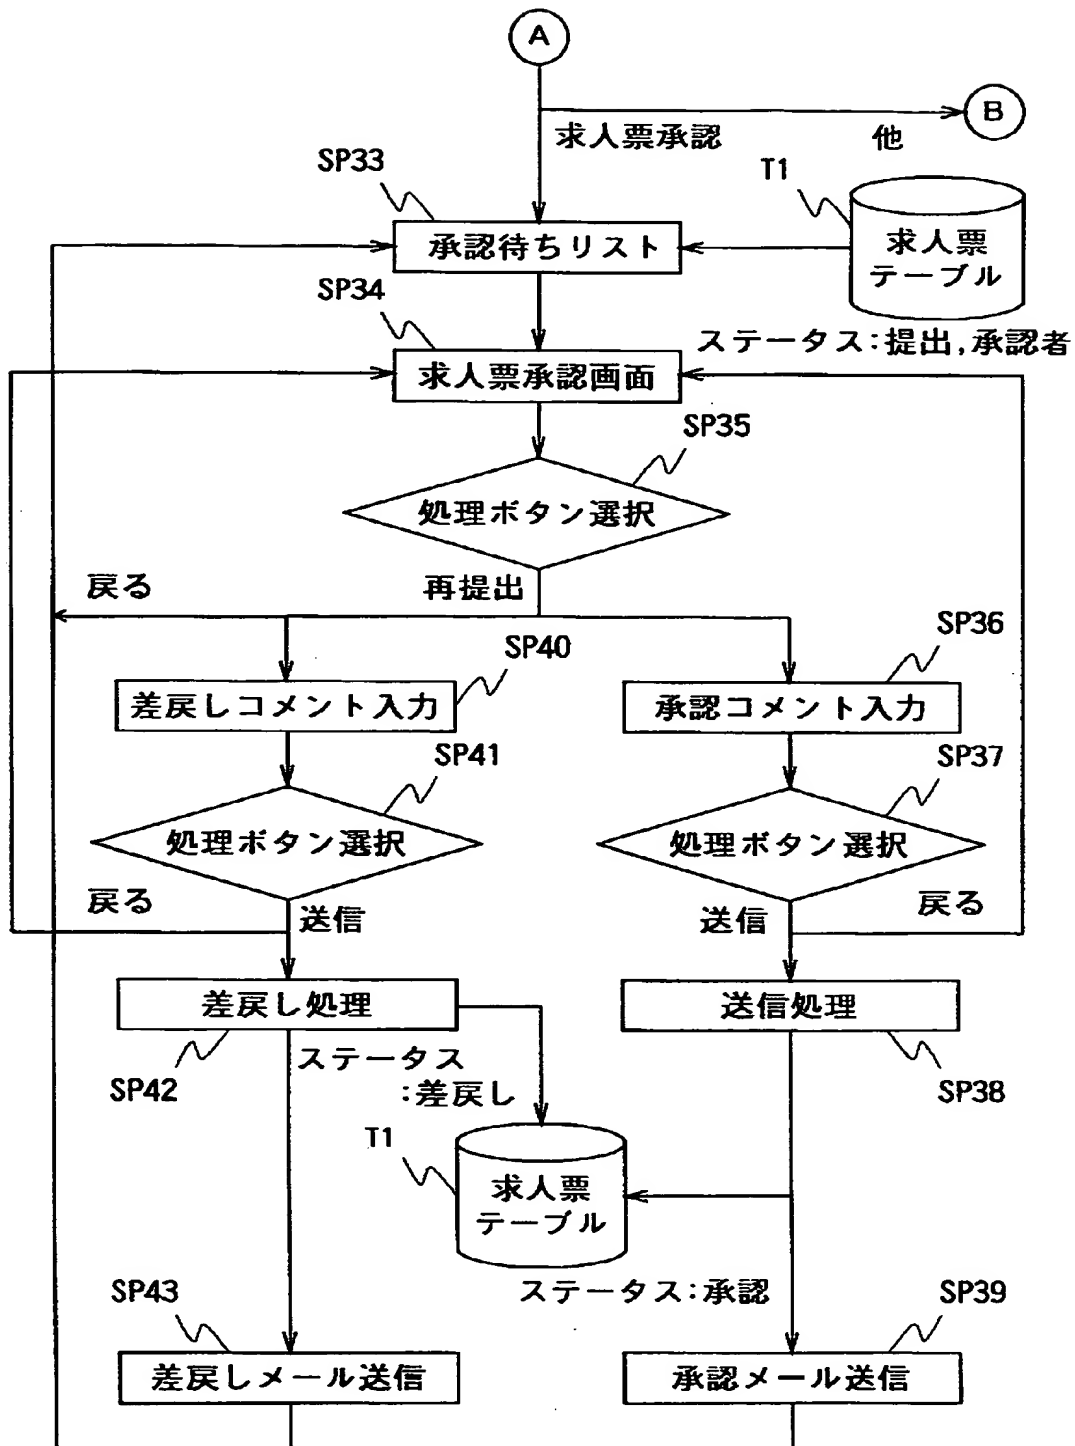 A
B
求人票承認
他
SP33
T1
承認待ちリスト
求人票
テーブル
SP34
ステータス:提出,承認者
求人票承認画面
SP35
処理ボタン選択
戻る
再提出
SP40
SP36
差戻しコメント入力
承認コメント入力
SP41
SP37
処理ボタン選択
処理ボタン選択
戻る
送信
送信
戻る
差戻し処理
送信処理
ステータス
:差戻し
SP42
SP38
T1
求人票
テーブル
SP43
ステータス:承認
SP39
差戻しメール送信
承認メール送信